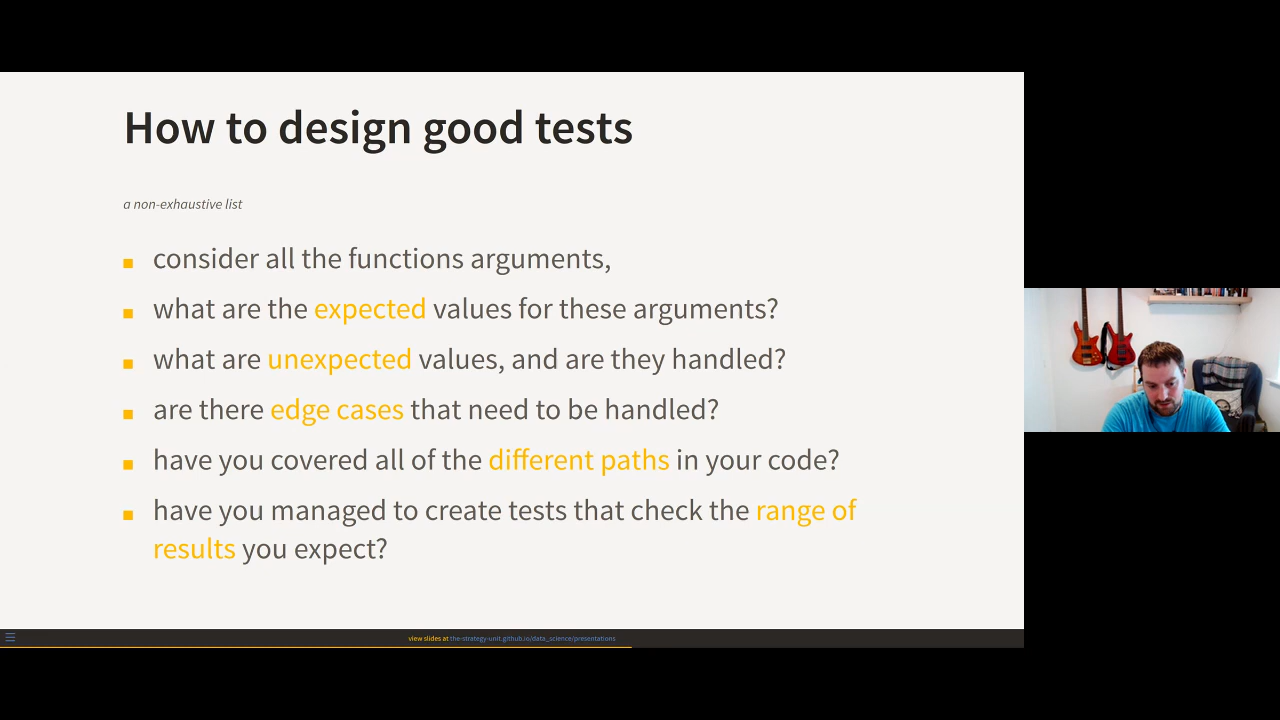 How to design good tests
a non-exhaustive list
consider all the functions arguments,
what are the expected values for these arguments?
what are unexpected values, and are they handled?
are there edge cases that need to be handled?
have you covered all of the different paths in your code?
have you managed to create tests that check the range of
results you expect?
view slides at the-strategy-unit.github.io/data_science/presentations